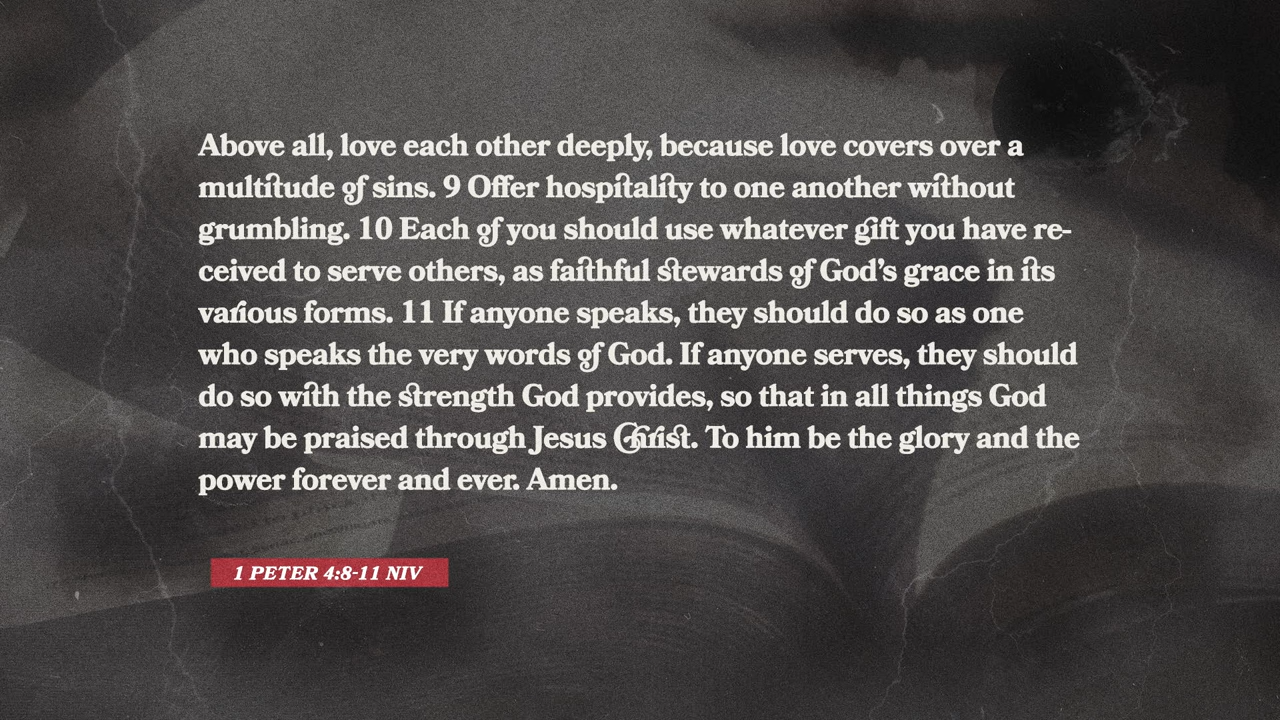 Above all, love each other deeply, because love covers over a
multitude of sins. 9 Offer hospitality to one another without
grumbling. 10 Each of you should use whatever gift you have re-
ceived to serve others, as faithful stewards of God’s grace in its
various forms. 11 If anyone speaks, they should do so as one
who speaks the very words of God. If anyone serves, they should
do so with the strength God provides, so that in all things God
may be praised through Jesus Christ. To him be the glory and the
power forever and ever. Amen.
1 PETER 4:8-11 NIV